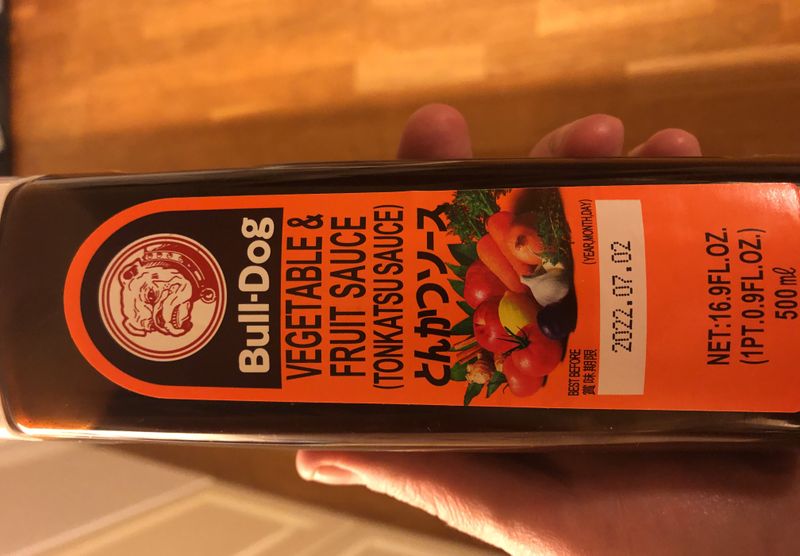 Bull-Dog
VEGETABLE &
FRUIT SAUCE
(TONKATSU SAUCE)
とんかつソース
BEST BEFORE (YEAR,MONTH,DAY)
賞味期限
2022.07.02
NET:16.9FL.OZ.
(1PT.0.9FL.OZ.)
500ml